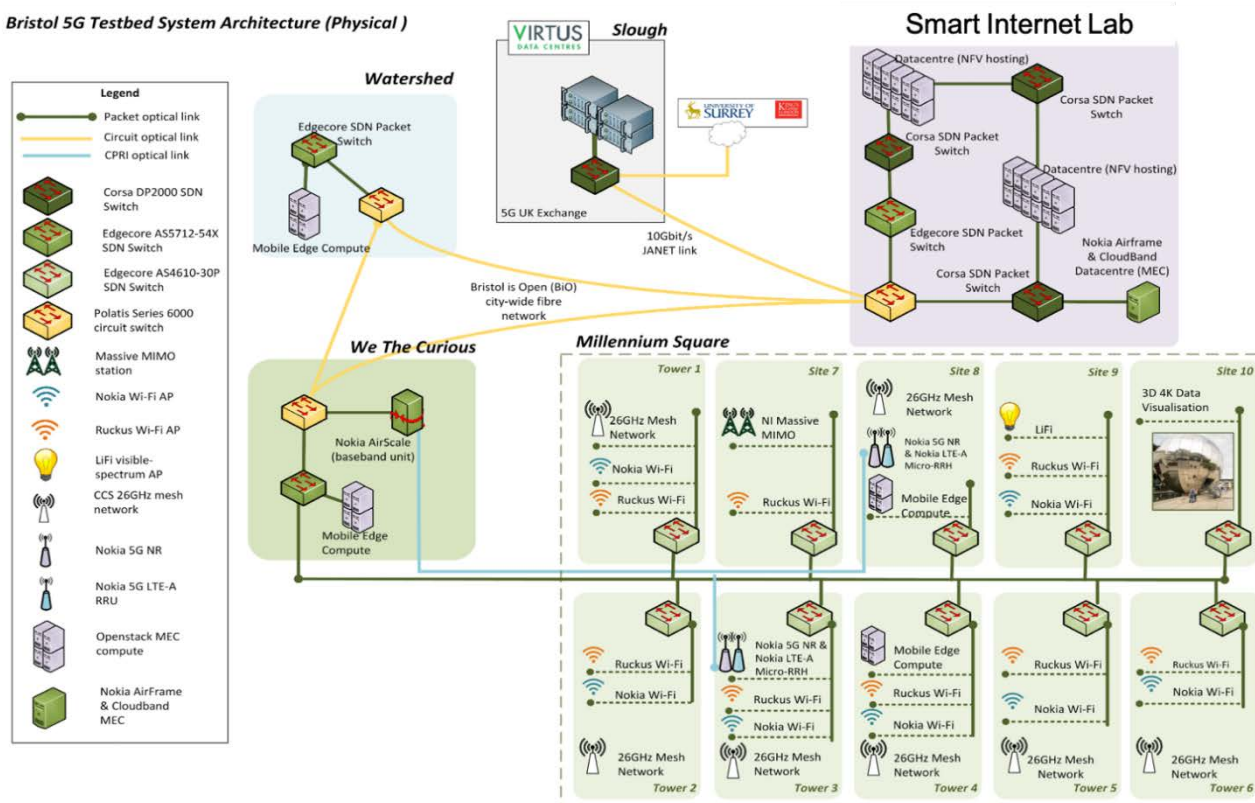 Bristol 5G Testbed System Architecture (Physical )
Legend
Packet optical link
Circuit optical link
CPRI optical link
Corsa DP2000 SDN
Switch
Edgecore AS5712-54X
SDN Switch
Edgecore AS4610-30P
SDN Switch
Polatis Series 6000
circuit switch
Massive MIMO
station
Nokia Wi-Fi AP
Ruckus Wi-Fi AP
LiFi visible-
spectrum AP
CCS 26GHz mesh
network
Nokia 5G NR
Nokia 5G LTE-A
RRU
Openstack MEC
compute
Nokia AirFrame
& Cloudband
MEC
Watershed
Edgecore SDN Packet
Switch
Mobile Edge Compute
VIRTUS
DATA CENTRES
Slough
5G UK Exchange
UNIVERSITY OF
SURREY
10Gbit/s
JANET link
Bristol is Open (BiO)
city-wide fibre
network
Smart Internet Lab
Datacentre (NFV hosting)
Corsa SDN Packet
Switch
Corsa SDN Packet
Switch
Datacentre (NFV hosting)
Edgecore SDN Packet
Switch
Corsa SDN Packet
Switch
Nokia Airframe
& CloudBand
Datacentre (MEC)
We The Curious
Nokia AirScale
(baseband unit)
Mobile Edge
Compute
Millennium Square
Tower 1
26GHz Mesh
Network
Nokia Wi-Fi
Ruckus Wi-Fi
Site 7
NI Massive
MIMO
Ruckus Wi-Fi
Site 8
26GHz Mesh
Network
Nokia 5G NR
& Nokia LTE-A
Micro-RRH
Mobile Edge
Compute
Site 9
LiFi
Ruckus Wi-Fi
Nokia Wi-Fi
Site 10
3D 4K Data
Visualisation
Ruckus Wi-Fi
Nokia Wi-Fi
26GHz Mesh
Network
Tower 2
Nokia 5G NR &
Nokia LTE-A
Micro-RRH
Ruckus Wi-Fi
Nokia Wi-Fi
26GHz Mesh
Network
Tower 3
Mobile Edge
Compute
Ruckus Wi-Fi
Nokia Wi-Fi
26GHz Mesh
Network
Tower 4
Ruckus Wi-Fi
Nokia Wi-Fi
26GHz Mesh
Network
Tower 5
Ruckus Wi-Fi
Nokia Wi-Fi
26GHz Mesh
Network
Tower 6